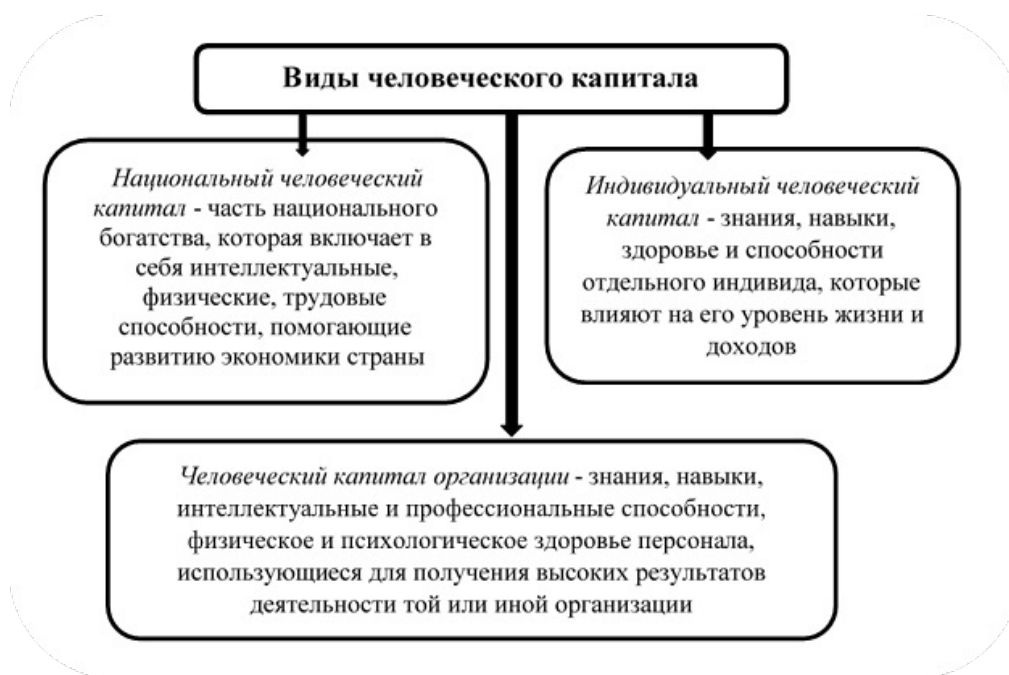 Виды человеческого капитала
Национальный человеческий
капитал - часть национального
богатства, которая включает в
себя интеллектуальные,
физические, трудовые
способности, помогающие
развитию экономики страны
Индивидуальный человеческий
капитал - знания, навыки,
здоровье и способности
отдельного индивида, которые
влияют на его уровень жизни и
доходов
Человеческий капитал организации - знания, навыки,
интеллектуальные и профессиональные способности,
физическое и психологическое здоровье персонала,
использующиеся для получения высоких результатов
деятельности той или иной организации